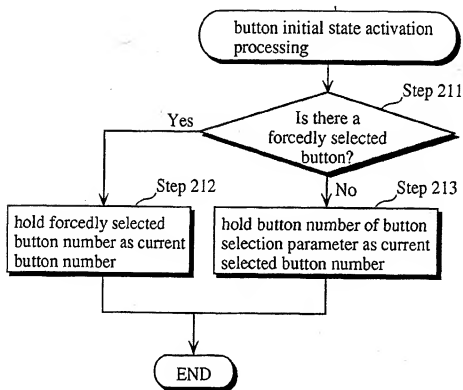 button initial state activation
processing
Step 211
Is there a
forcedly selected
button?
Yes
No
Step 212
hold forcedly selected
button number as current
button number
Step 213
hold button number of button
selection parameter as current
selected button number
END